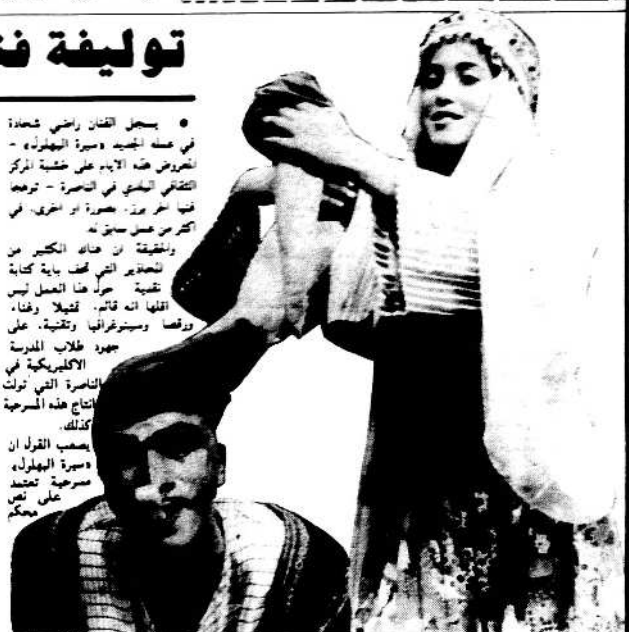 توليفة فن
● يسجل الفنان راضي شحادة
في عمله الجديد «سيرة البهلول» -
المعروض هذه الايام على خشبة المركز
الثقافي البلدي في الناصرة - توهجا
فنيا اخر برز، بصورة او اخرى، في
اكثر من عمل سابق له
والحقيقة ان هناك الكثير من
المحاذير التي تحف باية كتابة
نقدية حول هذا العمل ليس
اقلها انه قائم، تمثيلا وغناء
ورقصا وسينوغرافيا وتقنية، على
جهود طلاب المدرسة
الاكليريكية في
الناصرة التي تولت
انتاج هذه المسرحية
كذلك.
يصعب القول ان
«سيرة البهلول»
مسرحية تعتمد
على نص
محكم